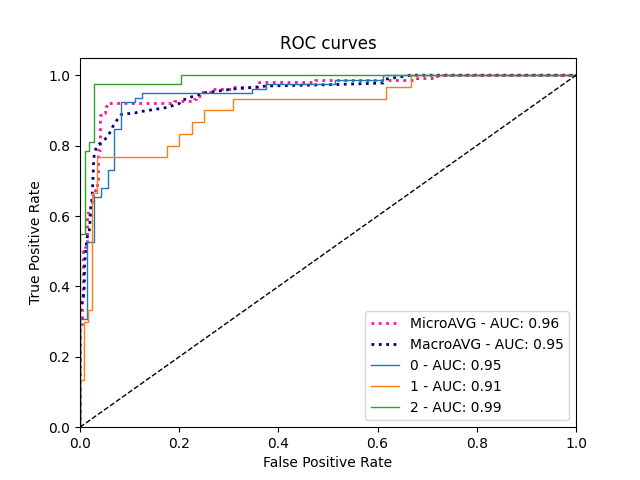 ROC curves
True Positive Rate
1.0
0.8
0.6
0.4
0.2
0.0
0.0 0.2 0.4 0.6 0.8 1.0
False Positive Rate
MicroAVG - AUC: 0.96
MacroAVG - AUC: 0.95
0 - AUC: 0.95
1 - AUC: 0.91
2 - AUC: 0.99